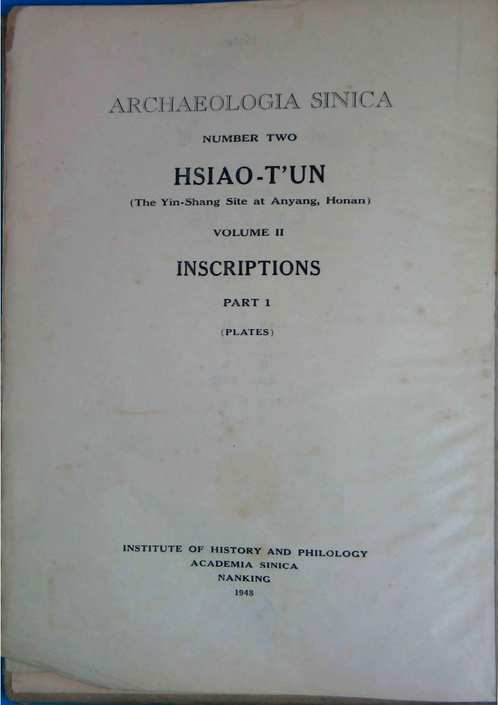 ARCHAEOLOGIA SINICA
NUMBER TWO
HSIAO-T'UN
(The Yin-Shang Site at Anyang, Honan)
VOLUME II
INSCRIPTIONS
PART 1
(PLATES)
INSTITUTE OF HISTORY AND PHILOLOGY
ACADEMIA SINICA
NANKING
1948